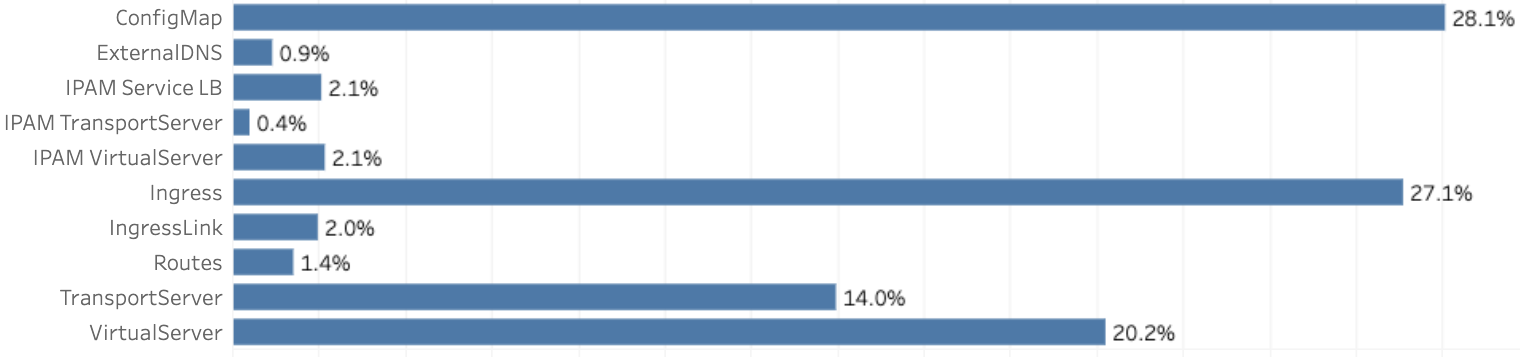 ConfigMap 28.1%
ExternalDNS 0.9%
IPAM Service LB 2.1%
IPAM TransportServer 0.4%
IPAM VirtualServer 2.1%
Ingress 27.1%
IngressLink 2.0%
Routes 1.4%
TransportServer 14.0%
VirtualServer 20.2%